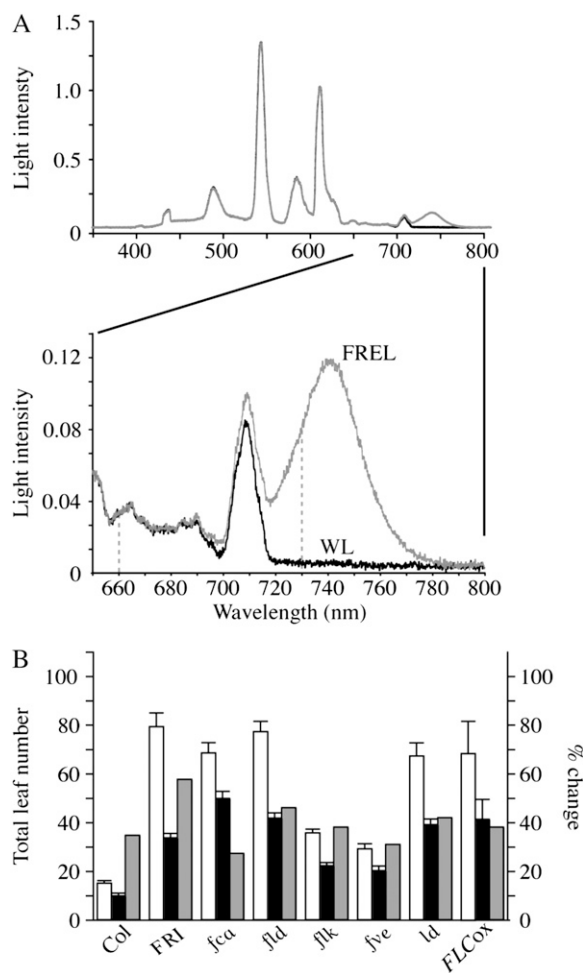 A
1.5
1.0
0.5
0
Light intensty
400 500 600 700 800
0.12
0.08
0.04
0
Light intensity
FREL
WL
660 680 700 720 740 760 780 800
Wavelength (nm)
B
100 100
80 80
60 60
40 40
20 20
0 0
Total leaf number
% change
Col FRI fca fld flk fve ld FLCox